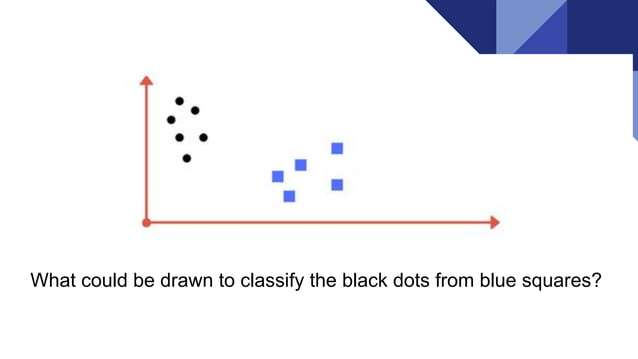 What could be drawn to classify the black dots from blue squares?